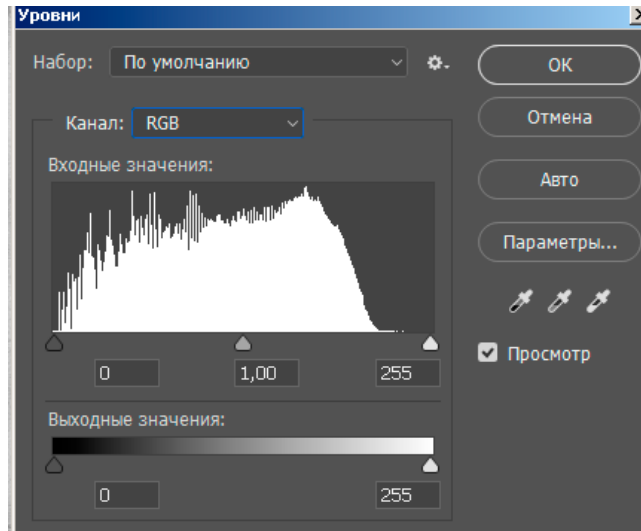 Уровни
Набор: По умолчанию
OK
Канал: RGB
Отмена
Входные значения:
Авто
Параметры...
0 1,00 255
Просмотр
Выходные значения:
0 255